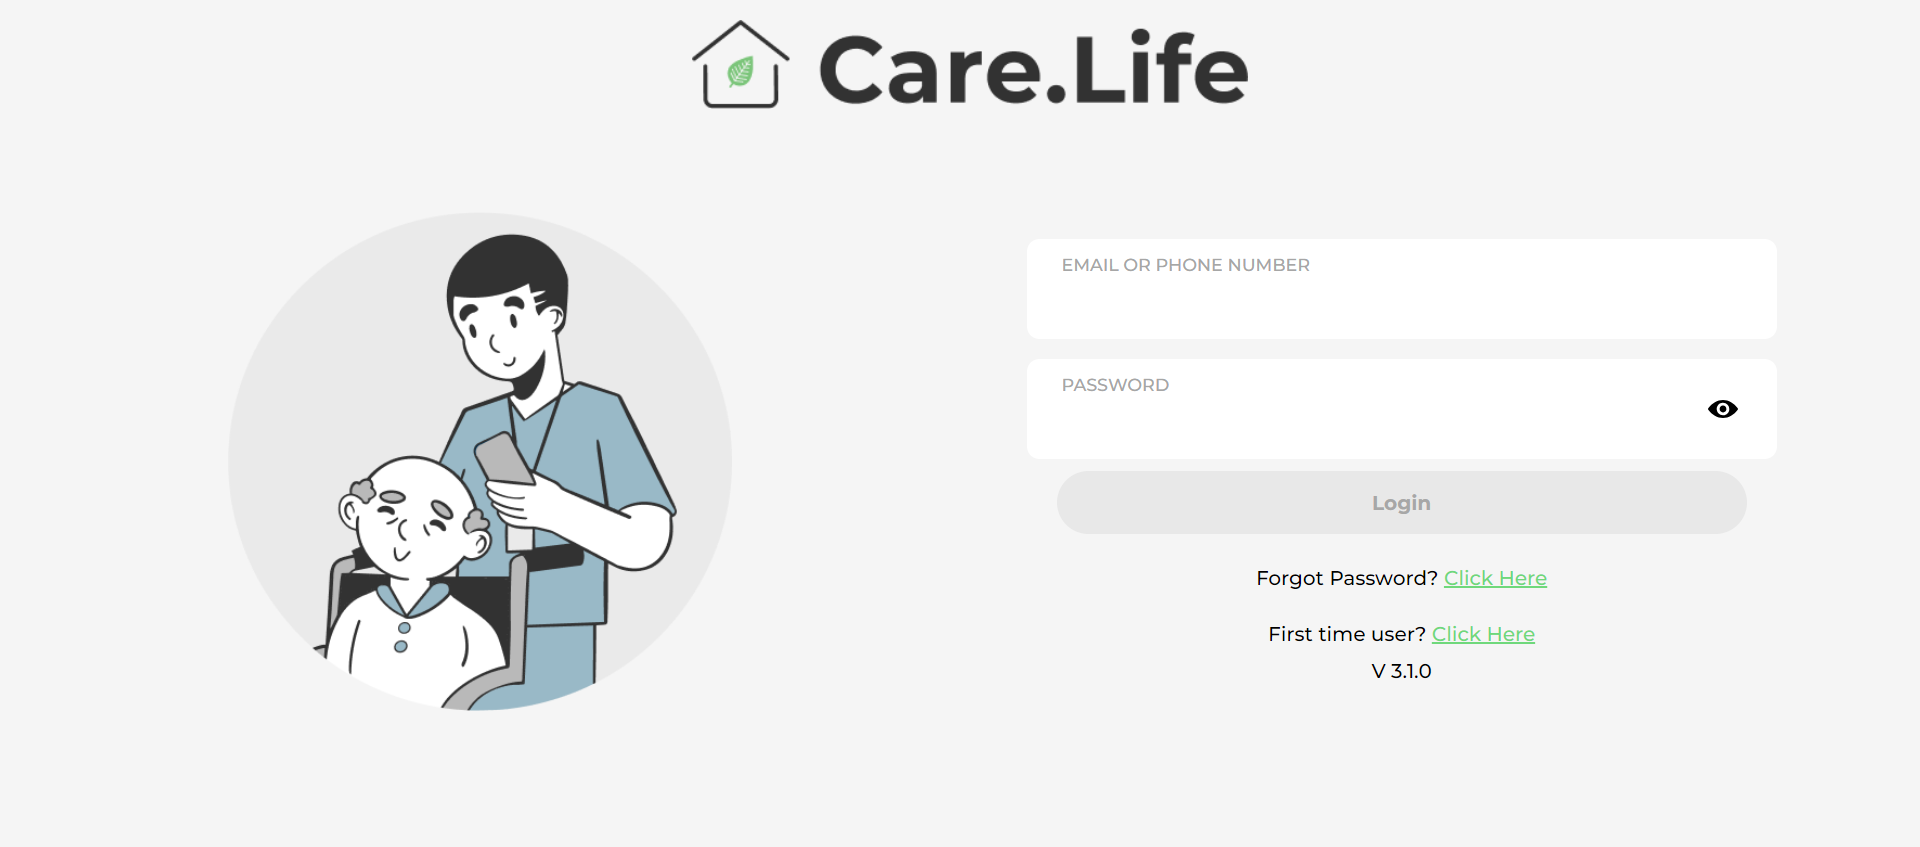 Care.Life
EMAIL OR PHONE NUMBER
PASSWORD
Login
Forgot Password? Click Here
First time user? Click Here
V 3.1.0